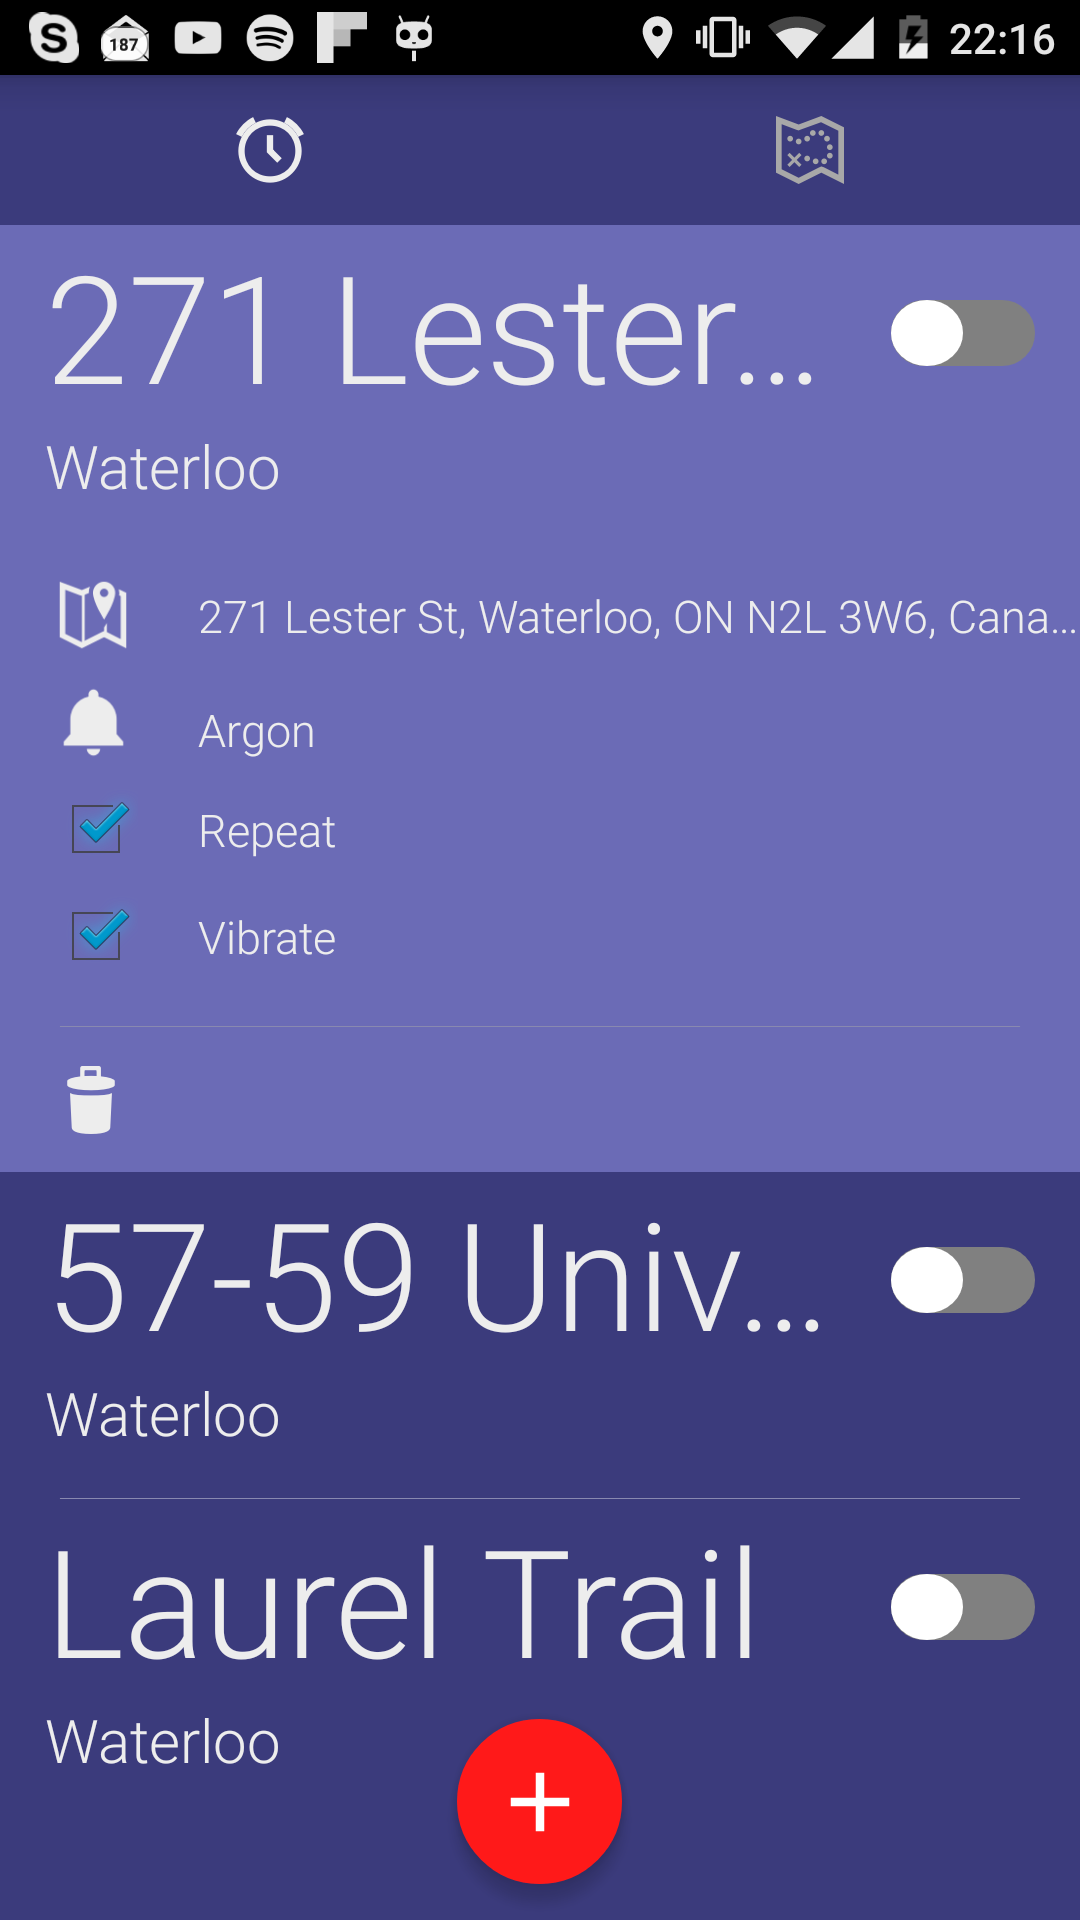 187
22:16
271 Lester...
Waterloo
271 Lester St, Waterloo, ON N2L 3W6, Cana...
Argon
Repeat
Vibrate
57-59 Univ...
Waterloo
Laurel Trail
Waterloo